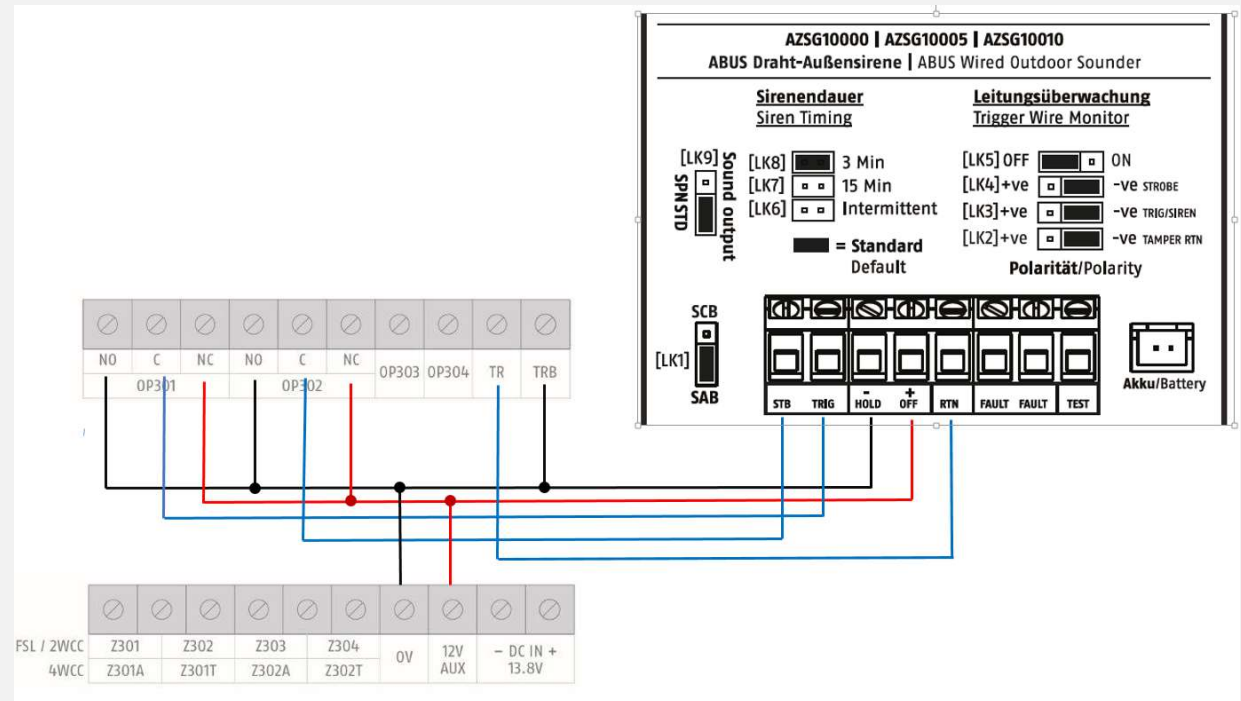 AZSG10000 | AZSG10005 | AZSG10010
ABUS Draht-Außensirene | ABUS Wired Outdoor Sounder
Sirenendauer
Siren Timing
Leitungsüberwachung
Trigger Wire Monitor
[LK9]
SPNSTD
Sound output
[LK8] 3 Min
[LK7] 15 Min
[LK6] Intermittent
= Standard
Default
[LK5] OFF ON
[LK4]+ve -ve STROBE
[LK3]+ve -ve TRIG/SIREN
[LK2]+ve -ve TAMPER RTN
Polarität/Polarity
SCB
[LK1]
SAB
- +
STB TRIG HOLD OFF RTN FAULT FAULT TEST
Akku/Battery
NO C NC NO C NC OP303 OP304 TR TRB
OP301 OP302
FSL / 2WCC Z301 Z302 Z303 Z304 0V 12V AUX - DC IN + 13.8V
4WCC Z301A Z301T Z302A Z302T